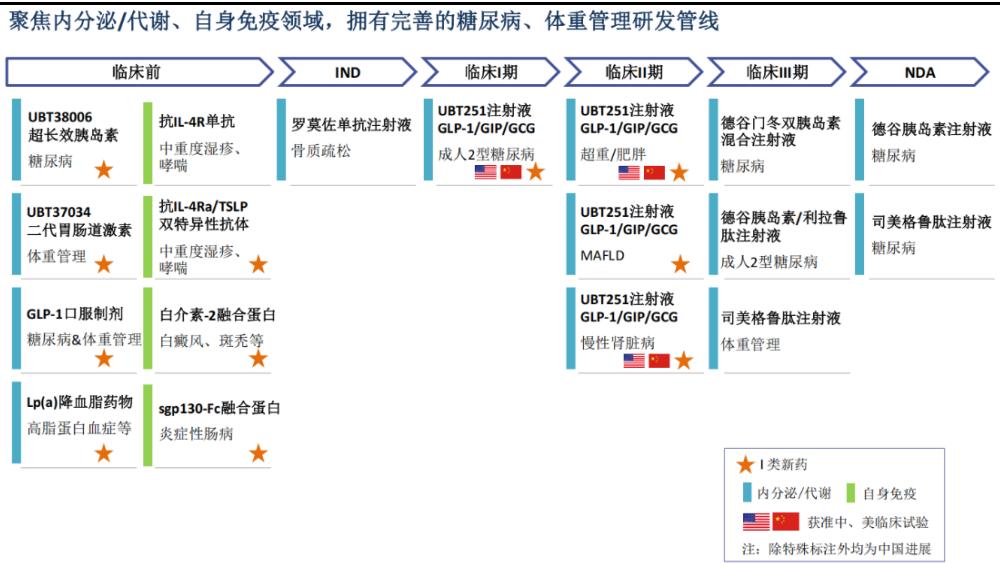 聚焦内分泌/代谢、自身免疫领域，拥有完善的糖尿病、体重管理研发管线
临床前
IND
临床I期
临床II期
临床III期
NDA
UBT38006
超长效胰岛素
糖尿病
UBT37034
二代胃肠道激素
体重管理
GLP-1口服制剂
糖尿病&体重管理
Lp(a)降血脂药物
高脂蛋白血症等
抗IL-4R单抗
中重度湿疹、
哮喘
抗IL-4Ra/TSLP
双特异性抗体
中重度湿疹、
哮喘
白介素-2融合蛋白
白癜风、斑秃等
sgp130-Fc融合蛋白
炎症性肠病
罗莫佐单抗注射液
骨质疏松
UBT251注射液
GLP-1/GIP/GCG
成人2型糖尿病
UBT251注射液
GLP-1/GIP/GCG
超重/肥胖
UBT251注射液
GLP-1/GIP/GCG
MAFLD
UBT251注射液
GLP-1/GIP/GCG
慢性肾脏病
德谷门冬双胰岛素
混合注射液
糖尿病
德谷胰岛素/利拉鲁
肽注射液
成人2型糖尿病
司美格鲁肽注射液
体重管理
德谷胰岛素注射液
糖尿病
司美格鲁肽注射液
糖尿病
I 类新药
内分泌/代谢
自身免疫
获准中、美临床试验
注：除特殊标注外均为中国进展